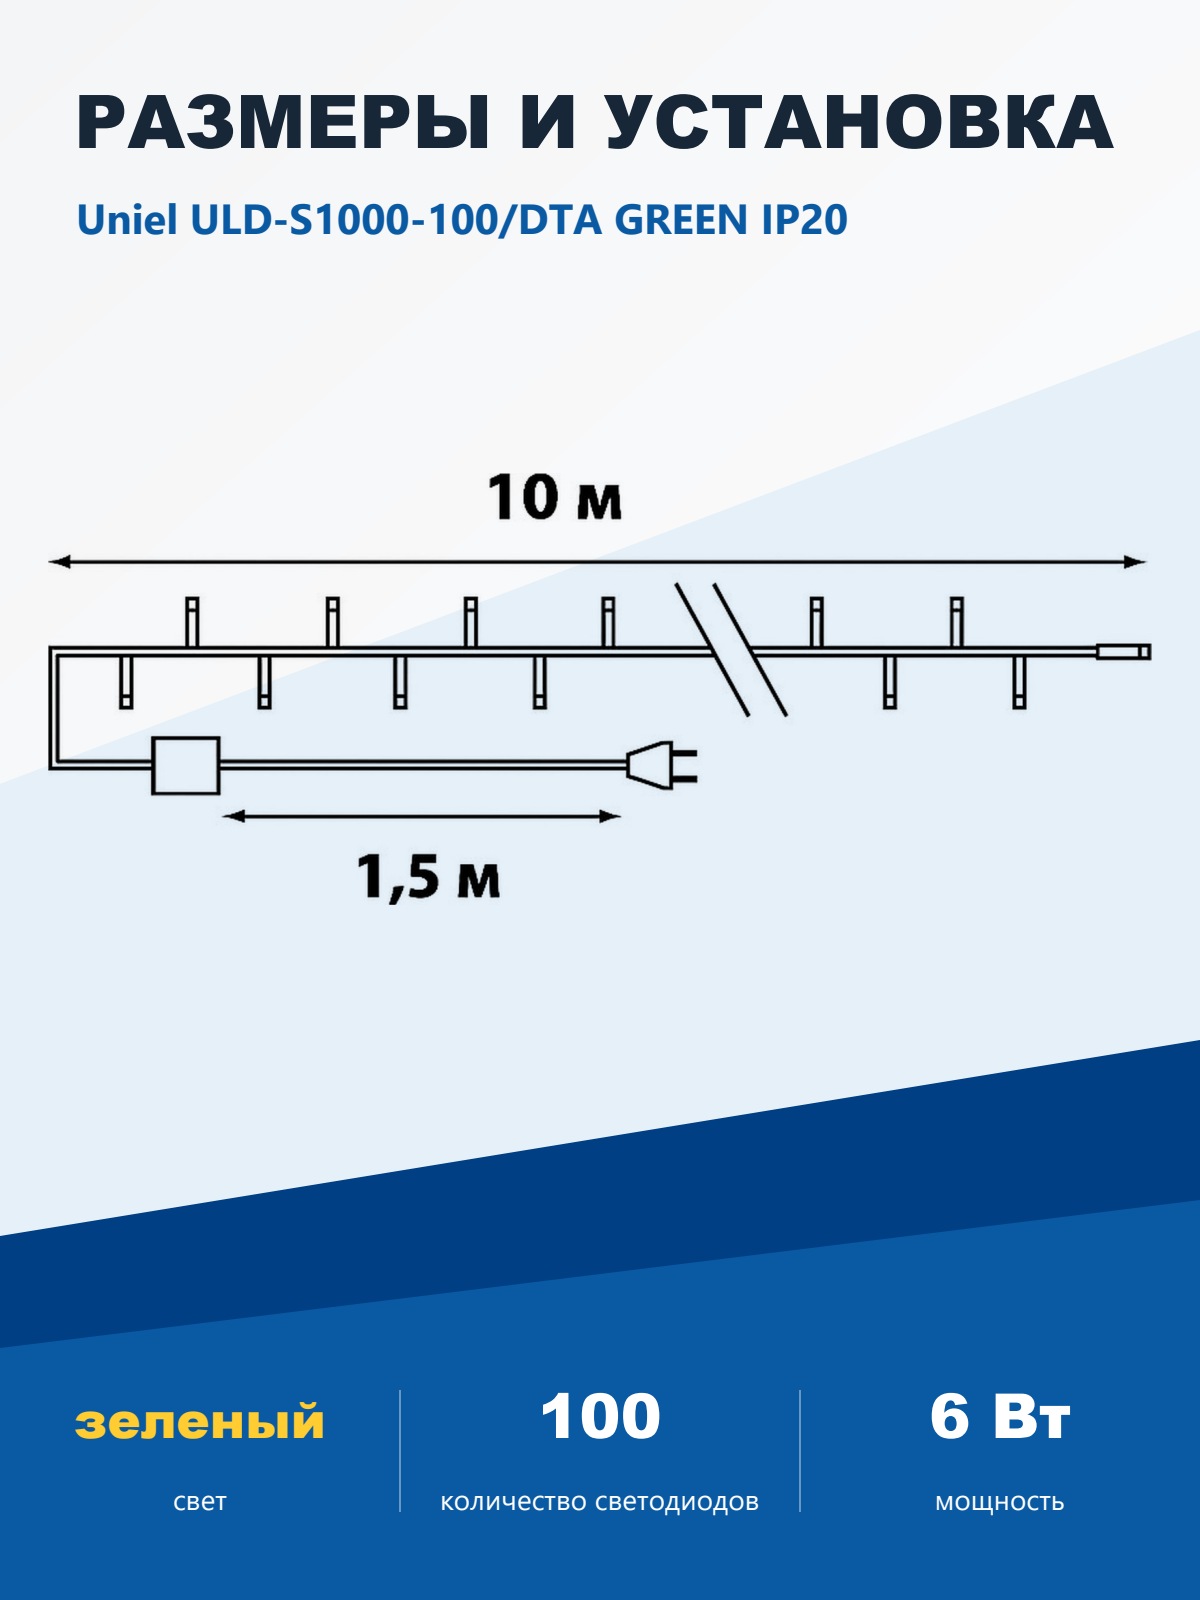 РАЗМЕРЫ И УСТАНОВКА
Uniel ULD-S1000-100/DTA GREEN IP20
10 м
1,5 м
зеленый
свет
100
количество светодиодов
6 Вт
мощность